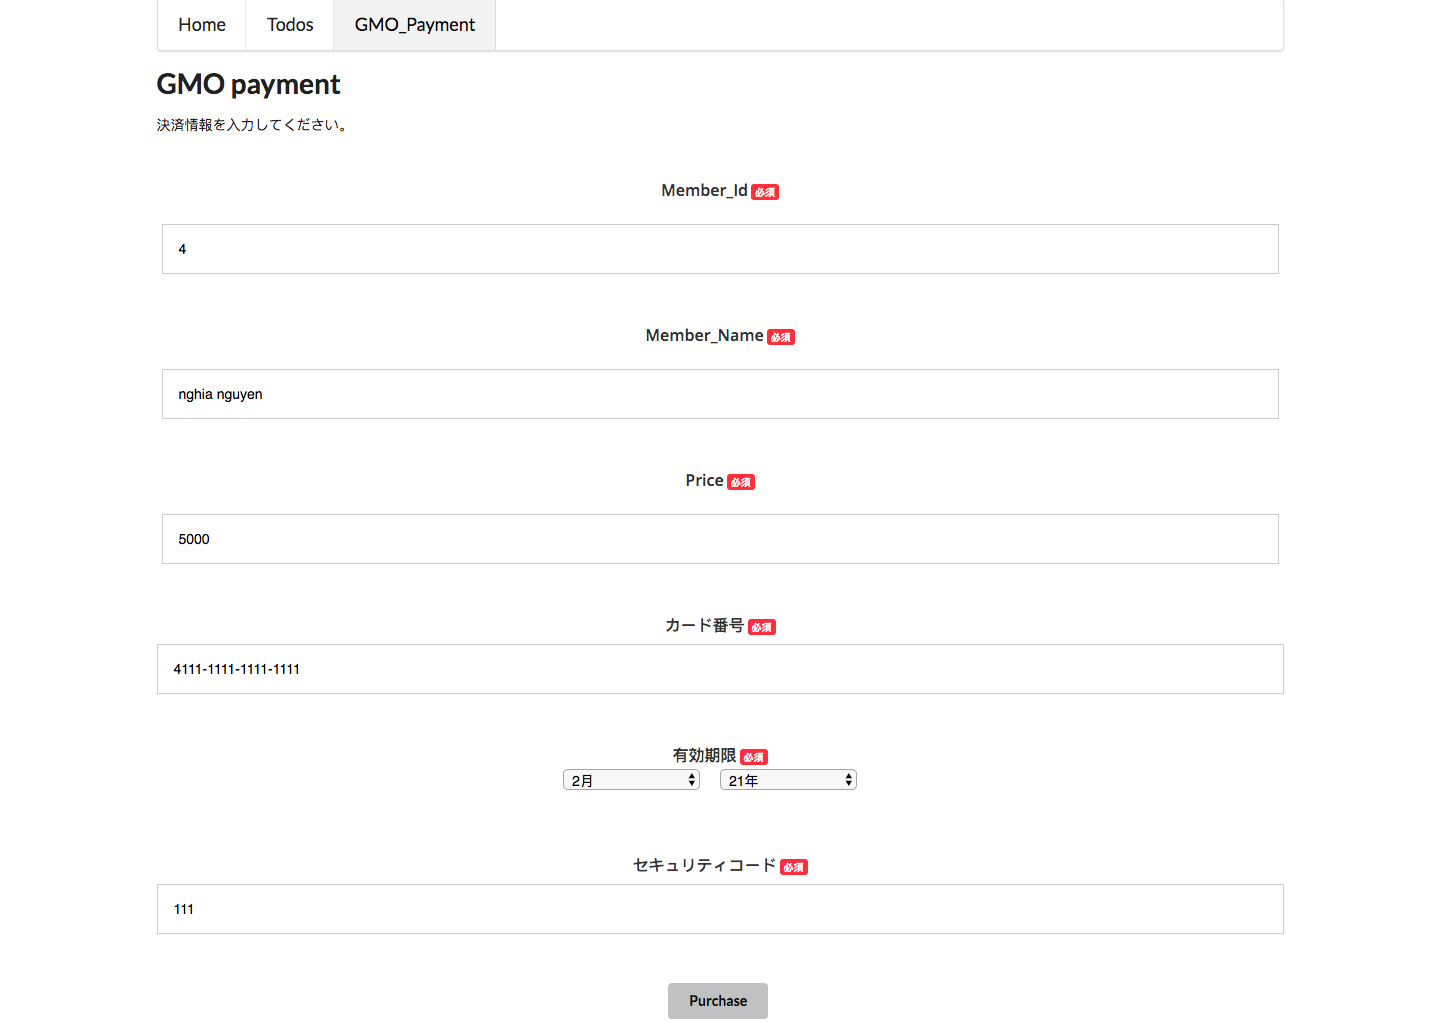 Home Todos GMO_Payment
GMO payment
決済情報を入力してください。
Member_Id 必須
4
Member_Name 必須
nghia nguyen
Price 必須
5000
カード番号 必須
4111-1111-1111-1111
有効期限 必須
2月 21年
セキュリティコード 必須
111
Purchase